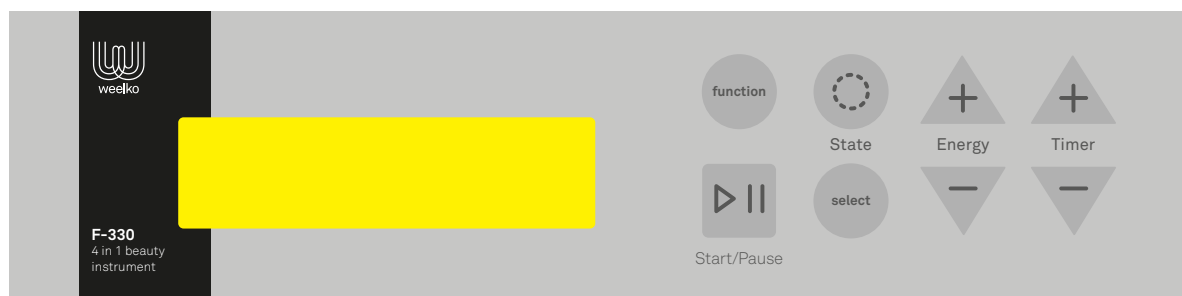 weelko
F-330
4 in 1 beauty
instrument
function
State
Energy
Timer
select
Start/Pause